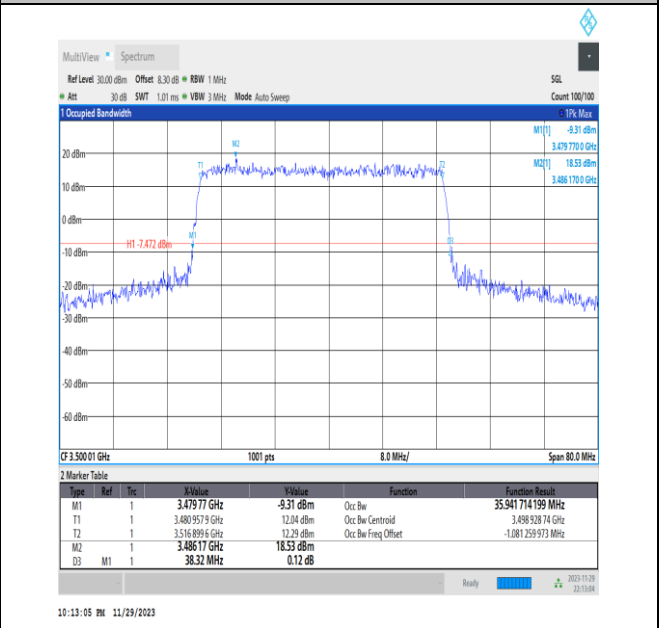 MultiView Spectrum
Ref Level 30.00 dBm Offset 8.30 dB RBW 1 MHz SGL
Att 30 dB SWT 1.01 ms VBW 3 MHz Mode Auto Sweep Count 100/100
1 Occupied Bandwidth 1Pk Max
M1[1] -9.31 dBm
3.479 770 0 GHz
M2[1] 18.53 dBm
3.486 170 0 GHz
M2
T1
T2
20 dBm
10 dBm
0 dBm
M1
D3
H1 -7.472 dBm
-10 dBm
-20 dBm
-30 dBm
-40 dBm
-50 dBm
-60 dBm
CF 3.500 01 GHz 1001 pts 8.0 MHz/ Span 80.0 MHz
2 Marker Table
Type Ref Trc X-Value Y-Value Function Function Result
M1 1 3.479 77 GHz -9.31 dBm Occ Bw 35.941 714 199 MHz
T1 1 3.480 957 9 GHz 12.04 dBm Occ Bw Centroid 3.498 928 74 GHz
T2 1 3.516 899 6 GHz 12.29 dBm Occ Bw Freq Offset -1.081 259 973 MHz
M2 1 3.486 17 GHz 18.53 dBm
D3 M1 1 38.32 MHz 0.12 dB
Ready 2023-11-29
22:13:04
10:13:05 PM 11/29/2023